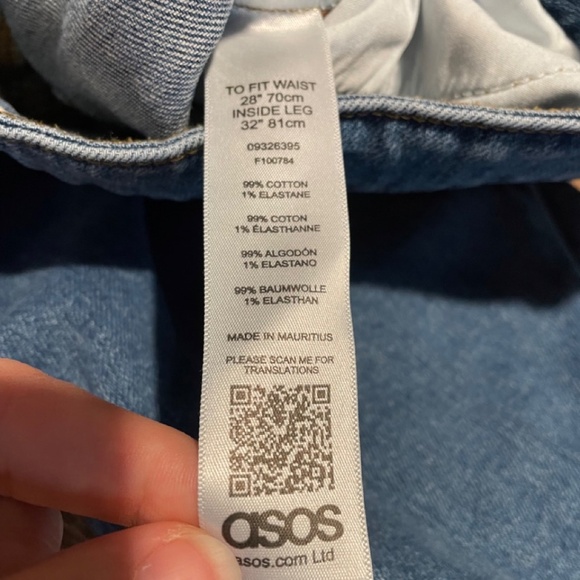 TO FIT WAIST
28" 70cm
INSIDE LEG
32" 81cm
09326395
F100784
99% COTTON
1% ELASTANE
99% COTON
1% ÉLASTHANNE
99% ALGODÓN
1% ELASTANO
99% BAUMWOLLE
1% ELASTHAN
MADE IN MAURITIUS
PLEASE SCAN ME FOR
TRANSLATIONS
asos
asos.com Ltd